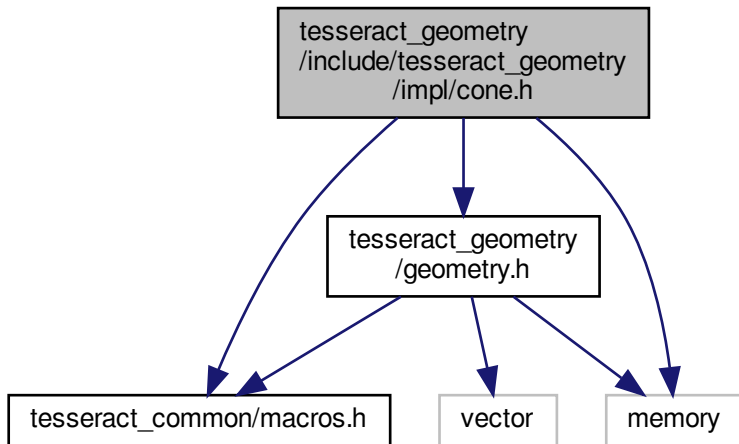 tesseract_geometry
/include/tesseract_geometry
/impl/cone.h
tesseract_geometry
/geometry.h
tesseract_common/macros.h
vector
memory